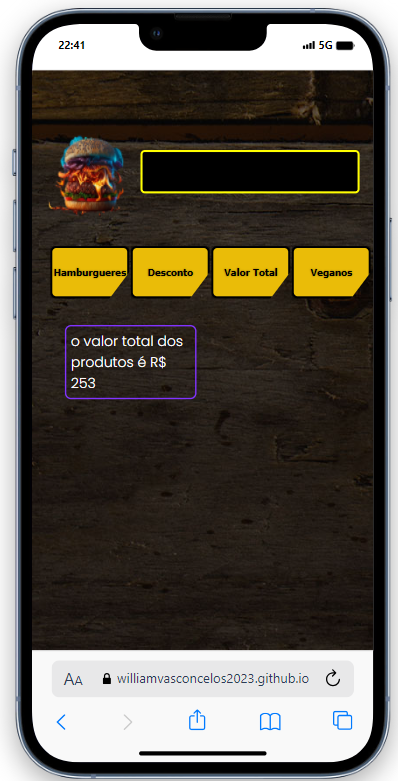 22:41
5G
Hamburgueres
Desconto
Valor Total
Veganos
o valor total dos
produtos é R$
253
AA
williamvasconcelos2023.github.io